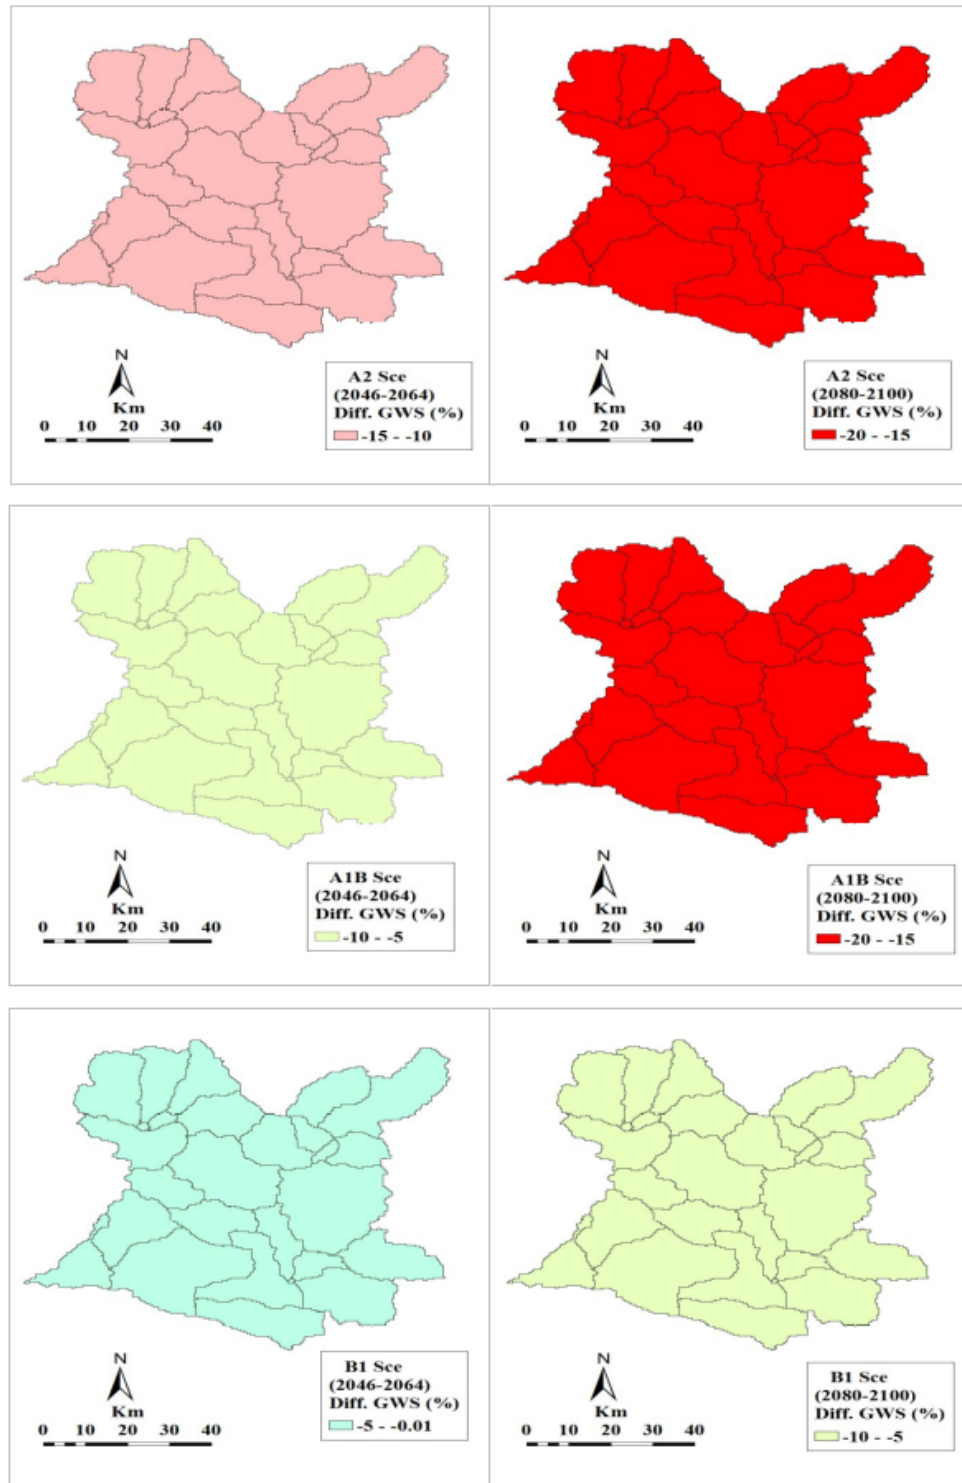 N
Km
0 10 20 30 40
A2 Sce
(2046-2064)
Diff. GWS (%)
-15 - -10
N
Km
0 10 20 30 40
A2 Sce
(2080-2100)
Diff. GWS (%)
-20 - -15
N
Km
0 10 20 30 40
A1B Sce
(2046-2064)
Diff. GWS (%)
-10 - -5
N
Km
0 10 20 30 40
A1B Sce
(2080-2100)
Diff. GWS (%)
-20 - -15
N
Km
0 10 20 30 40
B1 Sce
(2046-2064)
Diff. GWS (%)
-5 - -0.01
N
Km
0 10 20 30 40
B1 Sce
(2080-2100)
Diff. GWS (%)
-10 - -5